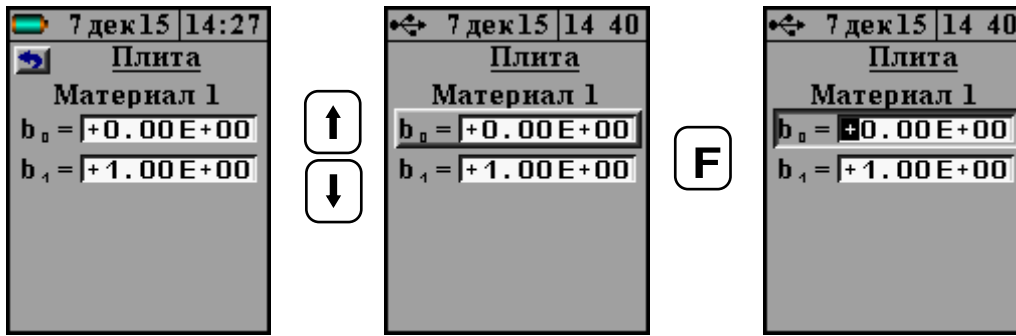 7 дек15 14:27
Плита
Материал 1
b₀ = +0.00E+00
b₁ = +1.00E+00
↑
↓
7 дек15 14 40
Плита
Материал 1
b₀ = +0.00E+00
b₁ = +1.00E+00
F
7 дек15 14 40
Плита
Материал 1
b₀ = +0.00E+00
b₁ = +1.00E+00